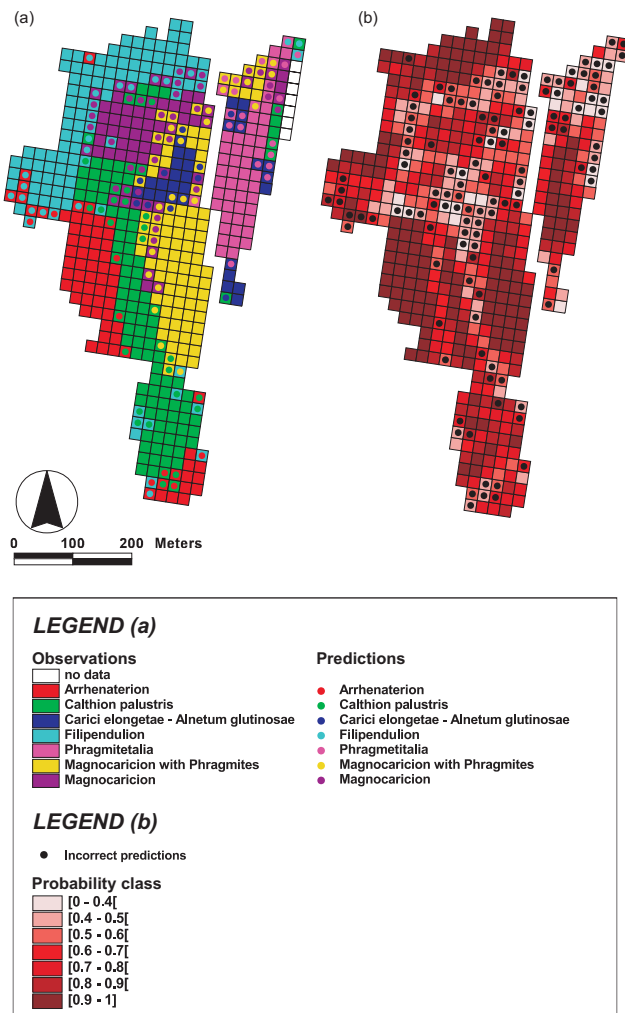 (a)
(b)
0 100 200 Meters
LEGEND (a)
Observations
no data
Arrhenaterion
Calthion palustris
Carici elongetae - Alnetum glutinosae
Filipendulion
Phragmitetalia
Magnocaricion with Phragmites
Magnocaricion
Predictions
Arrhenaterion
Calthion palustris
Carici elongetae - Alnetum glutinosae
Filipendulion
Phragmetitalia
Magnocaricion with Phragmites
Magnocaricion
LEGEND (b)
Incorrect predictions
Probability class
[0 - 0.4[
[0.4 - 0.5[
[0.5 - 0.6[
[0.6 - 0.7[
[0.7 - 0.8[
[0.8 - 0.9[
[0.9 - 1]